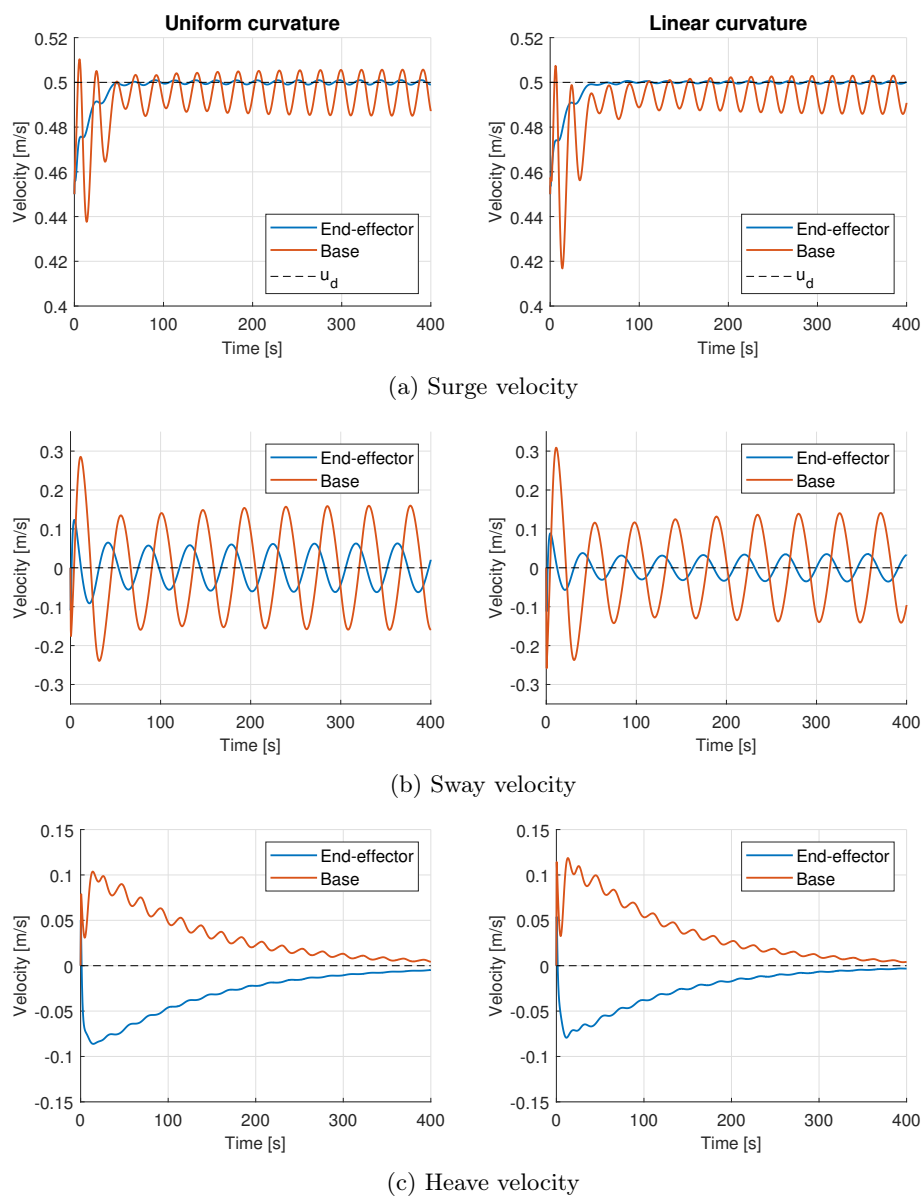 Uniform curvature
0.52
0.5
0.48
0.46
0.44
0.42
0.4
Velocity [m/s]
End-effector
Base
u_d
0 100 200 300 400
Time [s]
Linear curvature
0.52
0.5
0.48
0.46
0.44
0.42
0.4
Velocity [m/s]
End-effector
Base
u_d
0 100 200 300 400
Time [s]
(a) Surge velocity
0.3
0.2
0.1
0
-0.1
-0.2
-0.3
Velocity [m/s]
End-effector
Base
0 100 200 300 400
Time [s]
0.3
0.2
0.1
0
-0.1
-0.2
-0.3
Velocity [m/s]
End-effector
Base
0 100 200 300 400
Time [s]
(b) Sway velocity
0.15
0.1
0.05
0
-0.05
-0.1
-0.15
Velocity [m/s]
End-effector
Base
0 100 200 300 400
Time [s]
0.15
0.1
0.05
0
-0.05
-0.1
-0.15
Velocity [m/s]
End-effector
Base
0 100 200 300 400
Time [s]
(c) Heave velocity